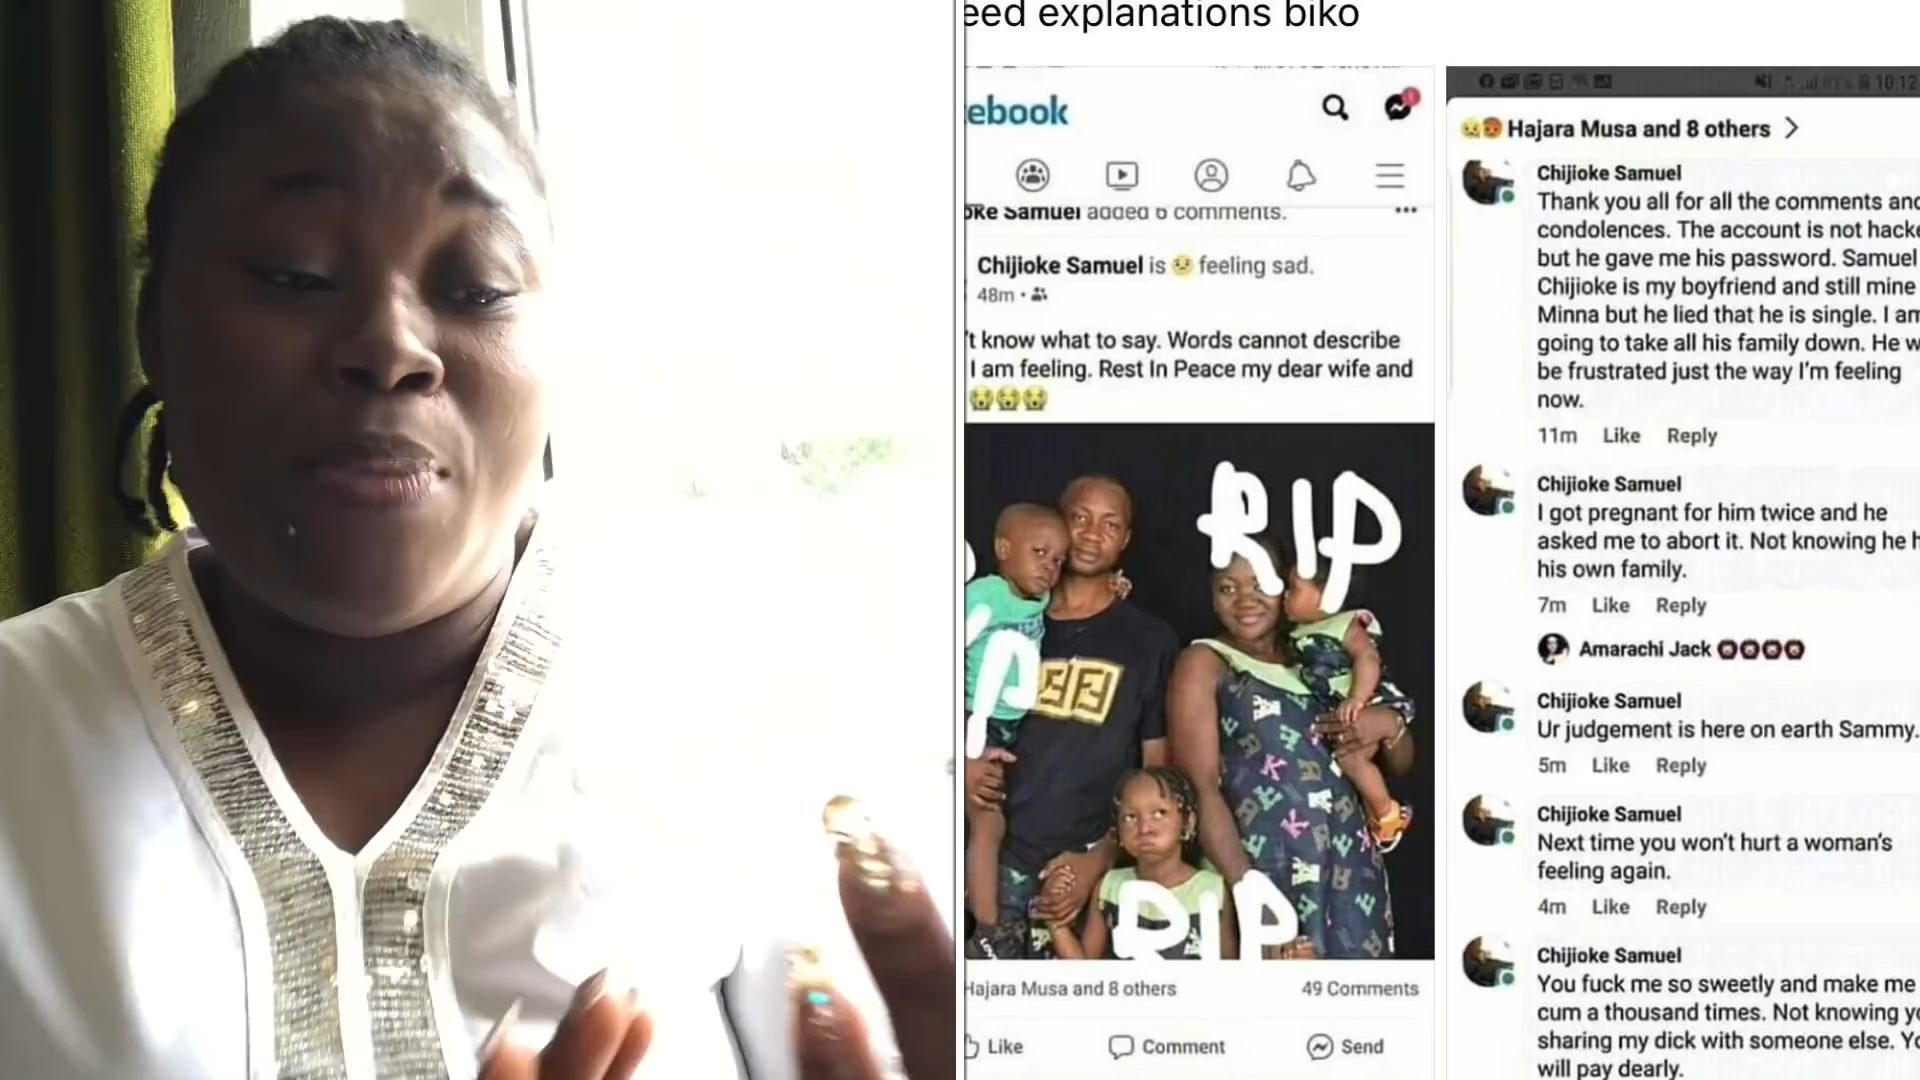 eed explanations biko
ebook
oke Samuel added 6 comments.
Chijioke Samuel is feeling sad.
48m
't know what to say. Words cannot describe
I am feeling. Rest In Peace my dear wife and
RIP
RIP
Hajara Musa and 8 others
49 Comments
Like
Comment
Send
10:12
Hajara Musa and 8 others
Chijioke Samuel
Thank you all for all the comments and
condolences. The account is not hacke
but he gave me his password. Samuel
Chijioke is my boyfriend and still mine
Minna but he lied that he is single. I am
going to take all his family down. He w
be frustrated just the way I'm feeling
now.
11m Like Reply
Chijioke Samuel
I got pregnant for him twice and he
asked me to abort it. Not knowing he h
his own family.
7m Like Reply
Amarachi Jack
Chijioke Samuel
Ur judgement is here on earth Sammy.
5m Like Reply
Chijioke Samuel
Next time you won't hurt a woman's
feeling again.
4m Like Reply
Chijioke Samuel
You fuck me so sweetly and make me
cum a thousand times. Not knowing yo
sharing my dick with someone else. Yo
will pay dearly.